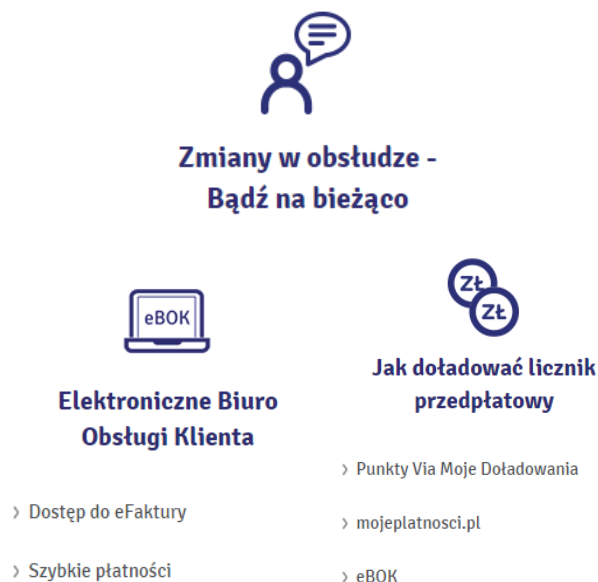 Zmiany w obsłudze -
Bądź na bieżąco
eBOK
Elektroniczne Biuro
Obsługi Klienta
Dostęp do eFaktury
Szybkie płatności
ZŁ
ZŁ
Jak doładować licznik
przedpłatowy
Punkty Via Moje Doładowania
mojeplatnosci.pl
eBOK